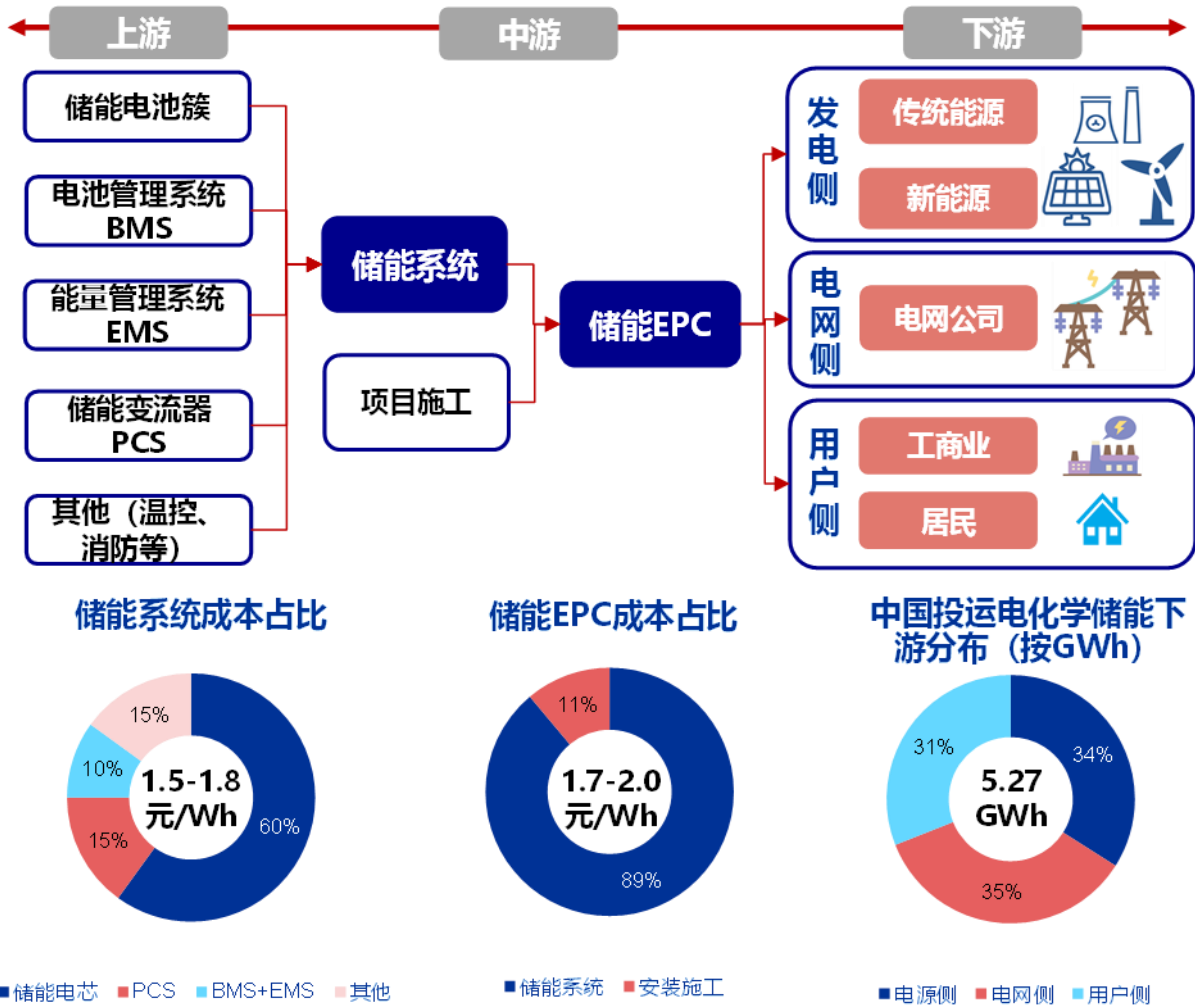 上游
中游
下游
储能电池簇
电池管理系统
BMS
能量管理系统
EMS
储能变流器
PCS
其他（温控、
消防等）
储能系统
项目施工
储能EPC
发电侧
传统能源
新能源
电网侧
电网公司
用户侧
工商业
居民
储能系统成本占比
15%
10%
15%
60%
1.5-1.8
元/Wh
储能电芯
PCS
BMS+EMS
其他
储能EPC成本占比
11%
89%
1.7-2.0
元/Wh
储能系统
安装施工
中国投运电化学储能下
游分布（按GWh）
31%
34%
35%
5.27
GWh
电源侧
电网侧
用户侧